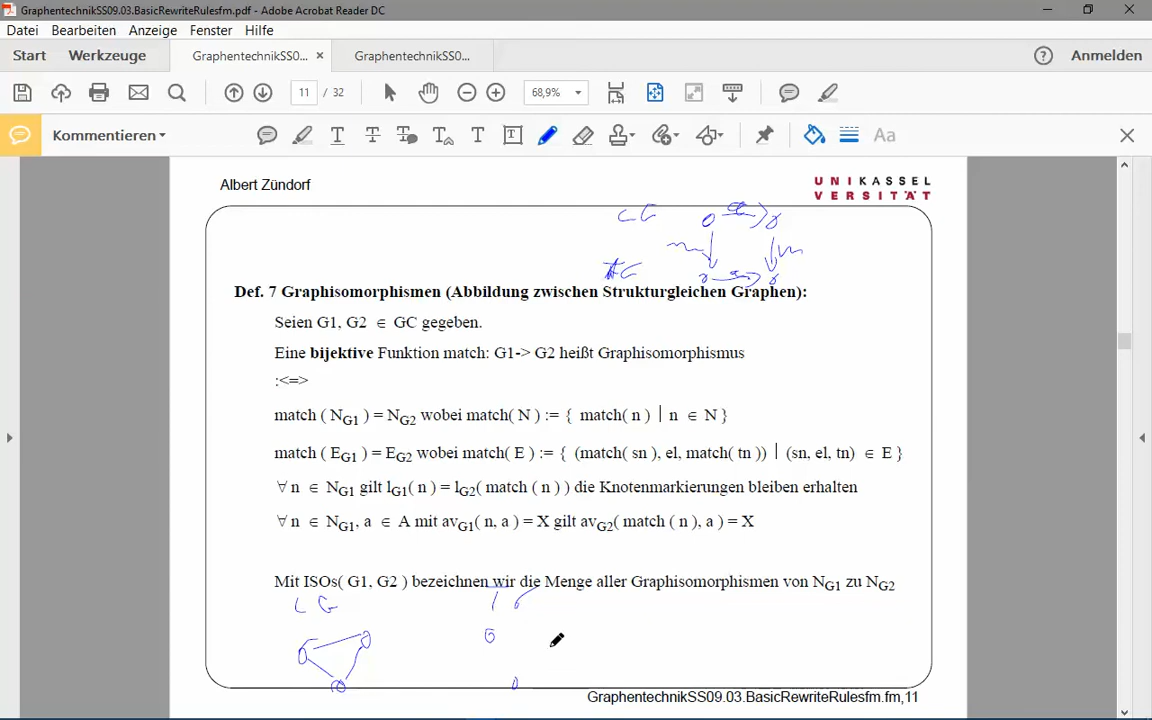 GraphentechnikSS09.03.BasicRewriteRulesfm.pdf - Adobe Acrobat Reader DC
Datei Bearbeiten Anzeige Fenster Hilfe
Start Werkzeuge GraphentechnikSS0... × GraphentechnikSS0... Anmelden
11 / 32 68,9%
Kommentieren
Albert Zündorf
UNIKASSEL
VERSITÄT
LG
Def. 7 Graphisomorphismen (Abbildung zwischen Strukturgleichen Graphen):
Seien G1, G2 ∈ GC gegeben.
Eine bijektive Funktion match: G1-> G2 heißt Graphisomorphismus
:<=>
match ( NG1 ) = NG2 wobei match( N ) := { match( n ) | n ∈ N }
match ( EG1 ) = EG2 wobei match( E ) := { (match( sn ), el, match( tn )) | (sn, el, tn) ∈ E }
∀ n ∈ NG1 gilt lG1( n ) = lG2( match ( n ) ) die Knotenmarkierungen bleiben erhalten
∀ n ∈ NG1, a ∈ A mit avG1( n, a ) = X gilt avG2( match ( n ), a ) = X
Mit ISOs( G1, G2 ) bezeichnen wir die Menge aller Graphisomorphismen von NG1 zu NG2
LG
GraphentechnikSS09.03.BasicRewriteRulesfm.fm,11